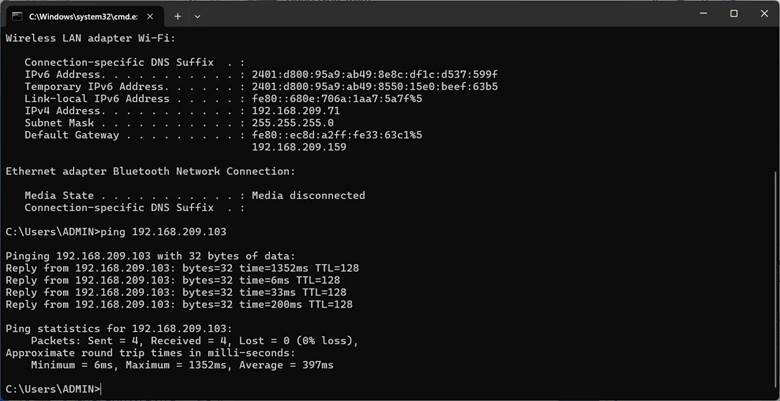 C:\Windows\system32\cmd.e:
Wireless LAN adapter Wi-Fi:
Connection-specific DNS Suffix  . :
IPv6 Address. . . . . . . . . . . : 2401:d800:95a9:ab49:8e8c:df1c:d537:599f
Temporary IPv6 Address. . . . . . : 2401:d800:95a9:ab49:8550:15e0:beef:63b5
Link-local IPv6 Address . . . . . : fe80::680e:706a:1aa7:5a7f%5
IPv4 Address. . . . . . . . . . . : 192.168.209.71
Subnet Mask . . . . . . . . . . . : 255.255.255.0
Default Gateway . . . . . . . . . : fe80::ec8d:a2ff:fe33:63c1%5
192.168.209.159
Ethernet adapter Bluetooth Network Connection:
Media State . . . . . . . . . . . : Media disconnected
Connection-specific DNS Suffix  . :
C:\Users\ADMIN>ping 192.168.209.103
Pinging 192.168.209.103 with 32 bytes of data:
Reply from 192.168.209.103: bytes=32 time=1352ms TTL=128
Reply from 192.168.209.103: bytes=32 time=6ms TTL=128
Reply from 192.168.209.103: bytes=32 time=33ms TTL=128
Reply from 192.168.209.103: bytes=32 time=200ms TTL=128
Ping statistics for 192.168.209.103:
Packets: Sent = 4, Received = 4, Lost = 0 (0% loss),
Approximate round trip times in milli-seconds:
Minimum = 6ms, Maximum = 1352ms, Average = 397ms
C:\Users\ADMIN>